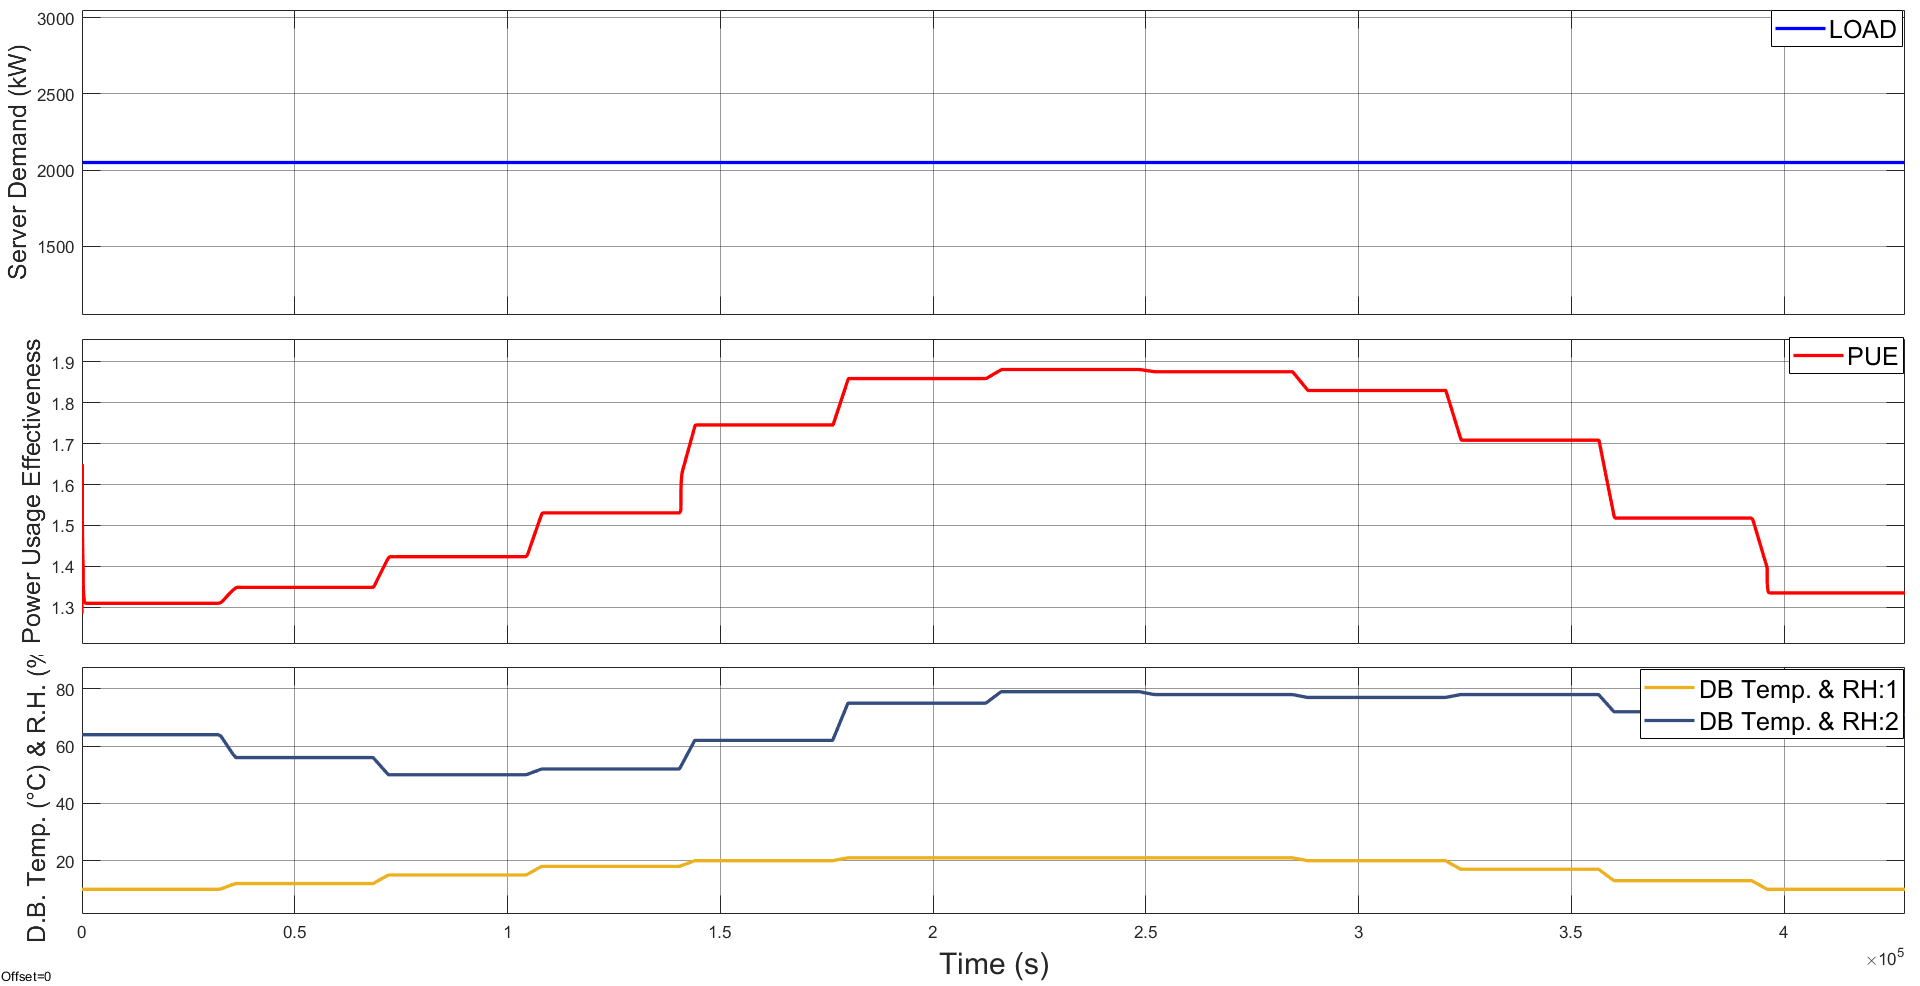 Server Demand (kW)
3000
2500
2000
1500
LOAD
Power Usage Effectiveness
1.9
1.8
1.7
1.6
1.5
1.4
1.3
PUE
D.B. Temp. (°C) & R.H. (%
80
60
40
20
DB Temp. & RH:1
DB Temp. & RH:2
0 0.5 1 1.5 2 2.5 3 3.5 4
×10⁵
Time (s)
Offset=0